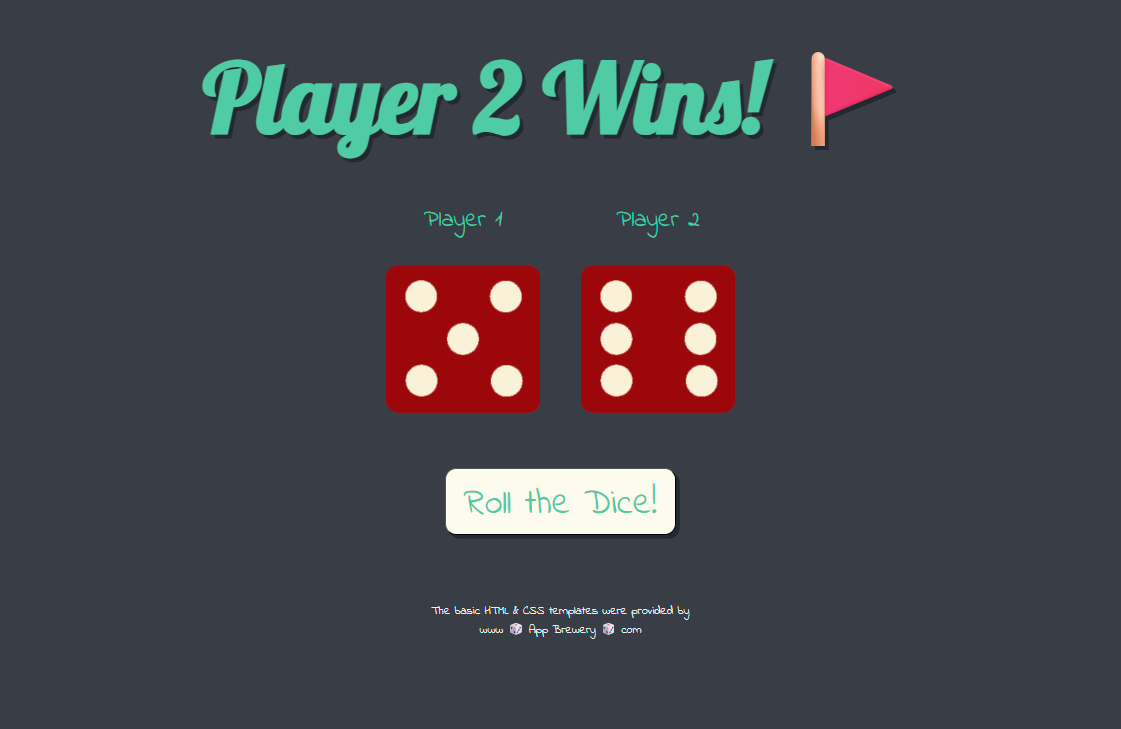 Player 2 Wins! 🚩
Player 1
Player 2
Roll the Dice!
The basic HTML & CSS templates were provided by
www 🎲 App Brewery 🎲 com